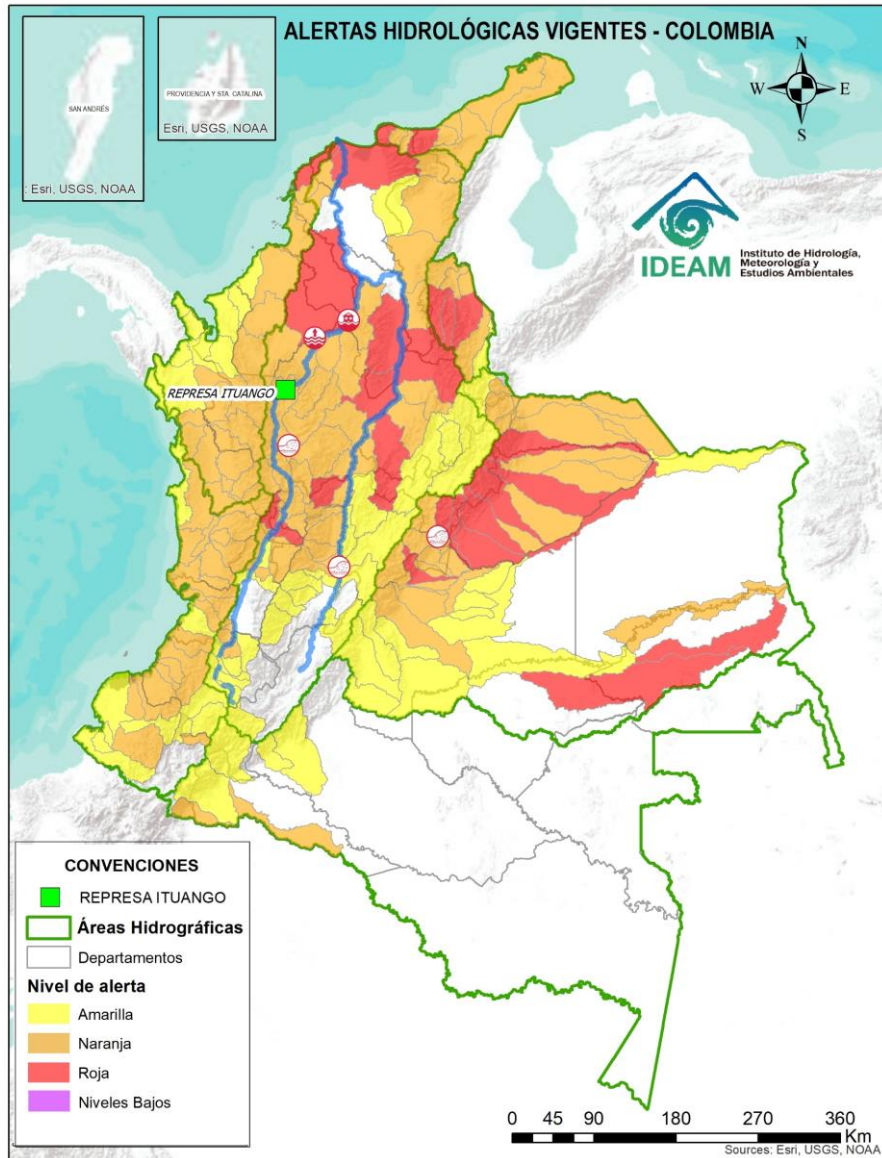 ALERTAS HIDROLÓGICAS VIGENTES - COLOMBIA
SAN ANDRÉS
: Esri, USGS, NOAA
PROVIDENCIA Y STA. CATALINA
Esri, USGS, NOAA
N
W
E
S
IDEAM
Instituto de Hidrología,
Meteorología y
Estudios Ambientales
REPRESA ITUANGO
CONVENCIONES
REPRESA ITUANGO
Áreas Hidrográficas
Departamentos
Nivel de alerta
Amarilla
Naranja
Roja
Niveles Bajos
0 45 90 180 270 360
Km
Sources: Esri, USGS, NOAA